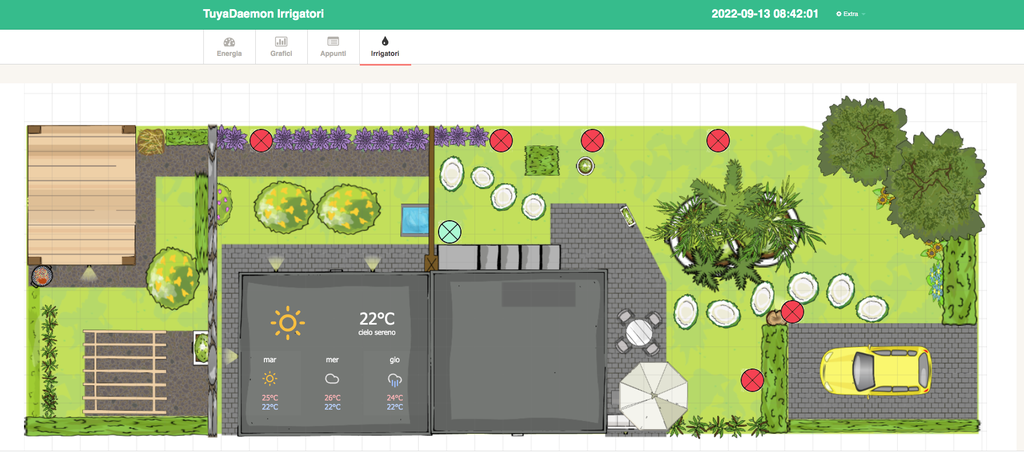 TuyaDaemon Irrigatori
2022-09-13 08:42:01
Extra
Energia
Grafici
Appunti
Irrigatori
22°C
cielo sereno
mar
mer
gio
25°C
26°C
24°C
22°C
22°C
22°C